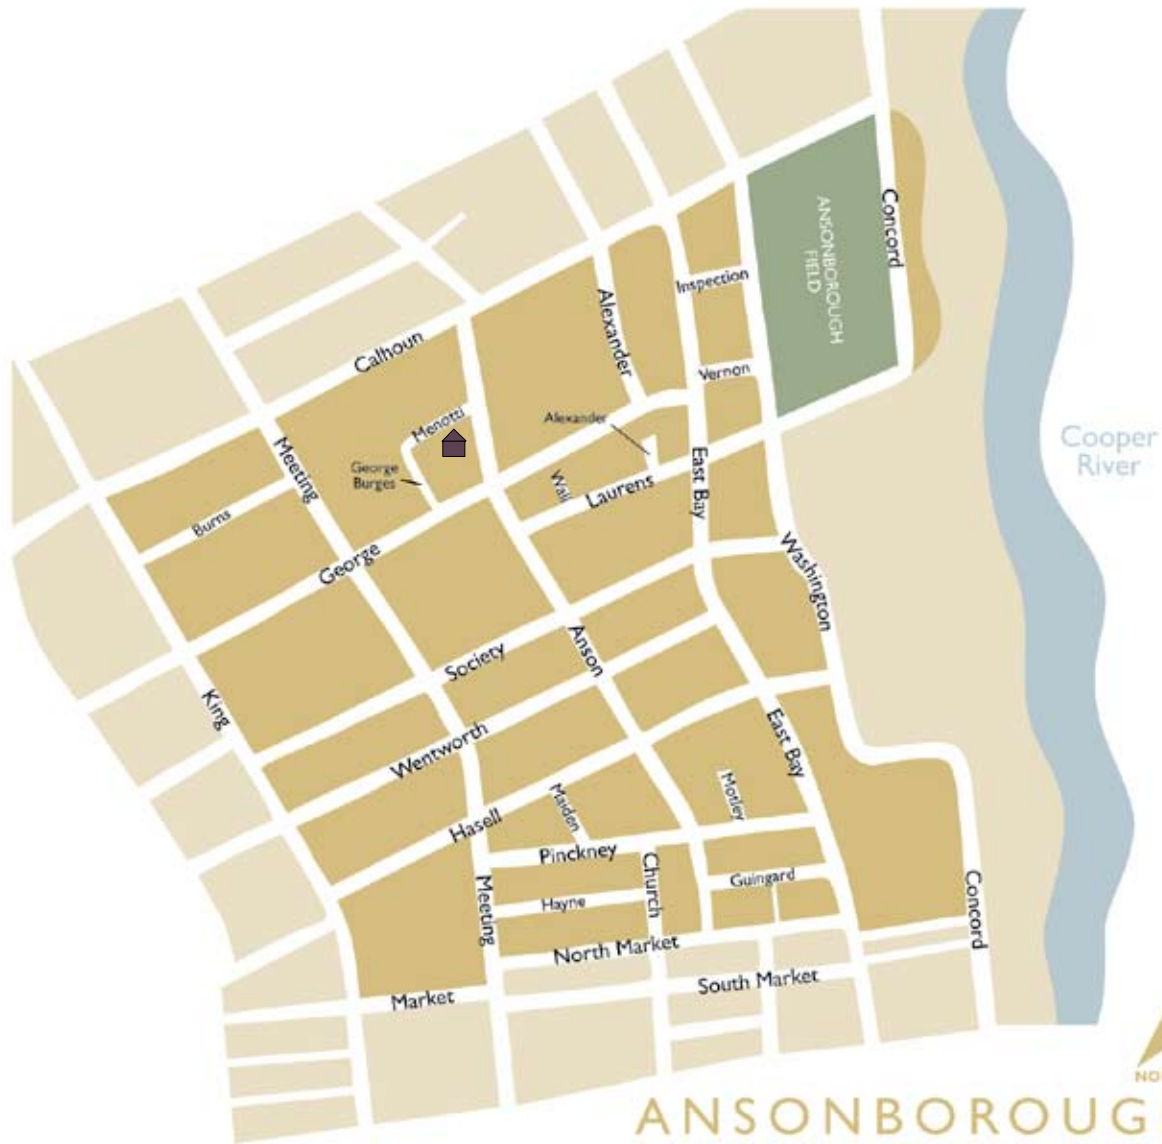 Concord
ANSONBOROUGH
FIELD
Inspection
Alexander
Calhoun
Vernon
Menotti
Alexander
Cooper
River
Meeting
George
Burges
East Bay
Wall
Laurens
Burns
George
Washington
Anson
Society
King
Wentworth
East Bay
Motley
Maiden
Hasell
Pinckney
Church
Guingard
Meeting
Hayne
Concord
North Market
South Market
Market
NO
ANSONBOROUG